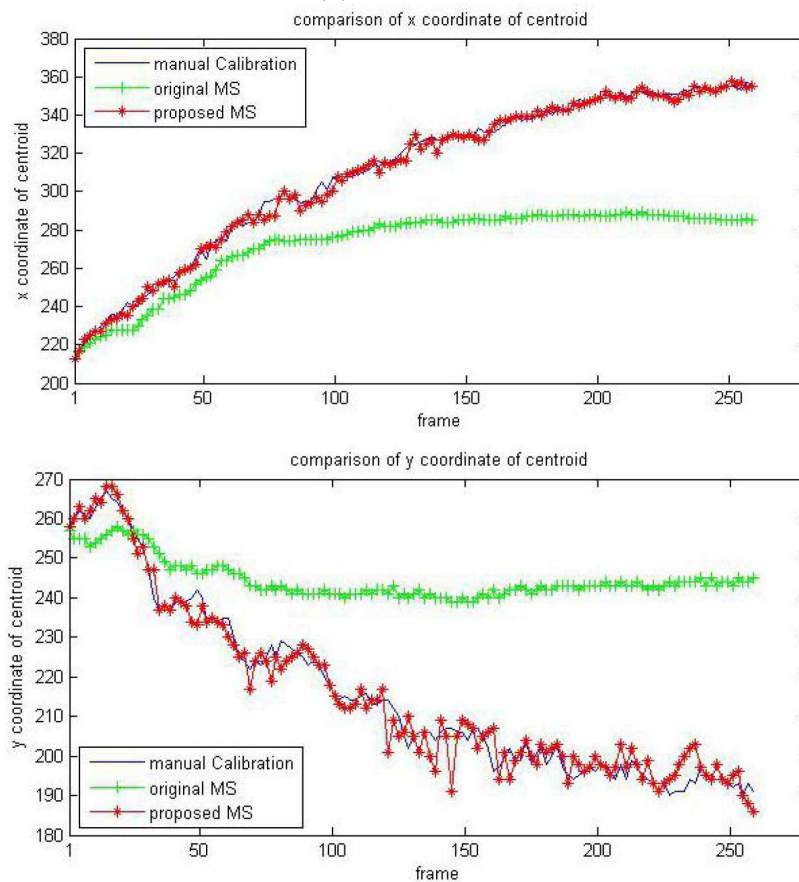 comparison of x coordinate of centroid
380
360
340
320
300
280
260
240
220
200
x coordinate of centroid
manual Calibration
original MS
proposed MS
1
50
100
150
200
250
frame
comparison of y coordinate of centroid
270
260
250
240
230
220
210
200
190
180
y coordinate of centroid
manual Calibration
original MS
proposed MS
1
50
100
150
200
250
frame